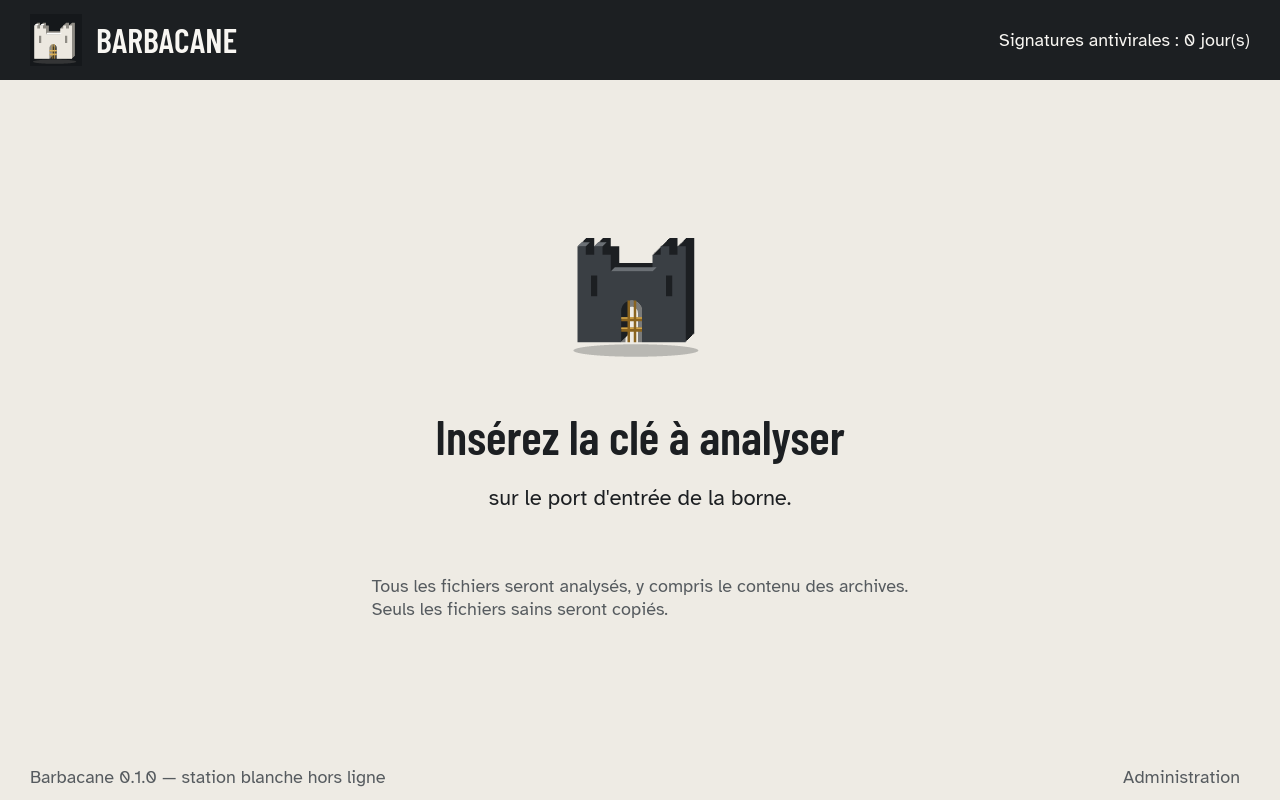 BARBACANE
Signatures antivirales : 0 jour(s)
Insérez la clé à analyser
sur le port d'entrée de la borne.
Tous les fichiers seront analysés, y compris le contenu des archives.
Seuls les fichiers sains seront copiés.
Barbacane 0.1.0 — station blanche hors ligne
Administration